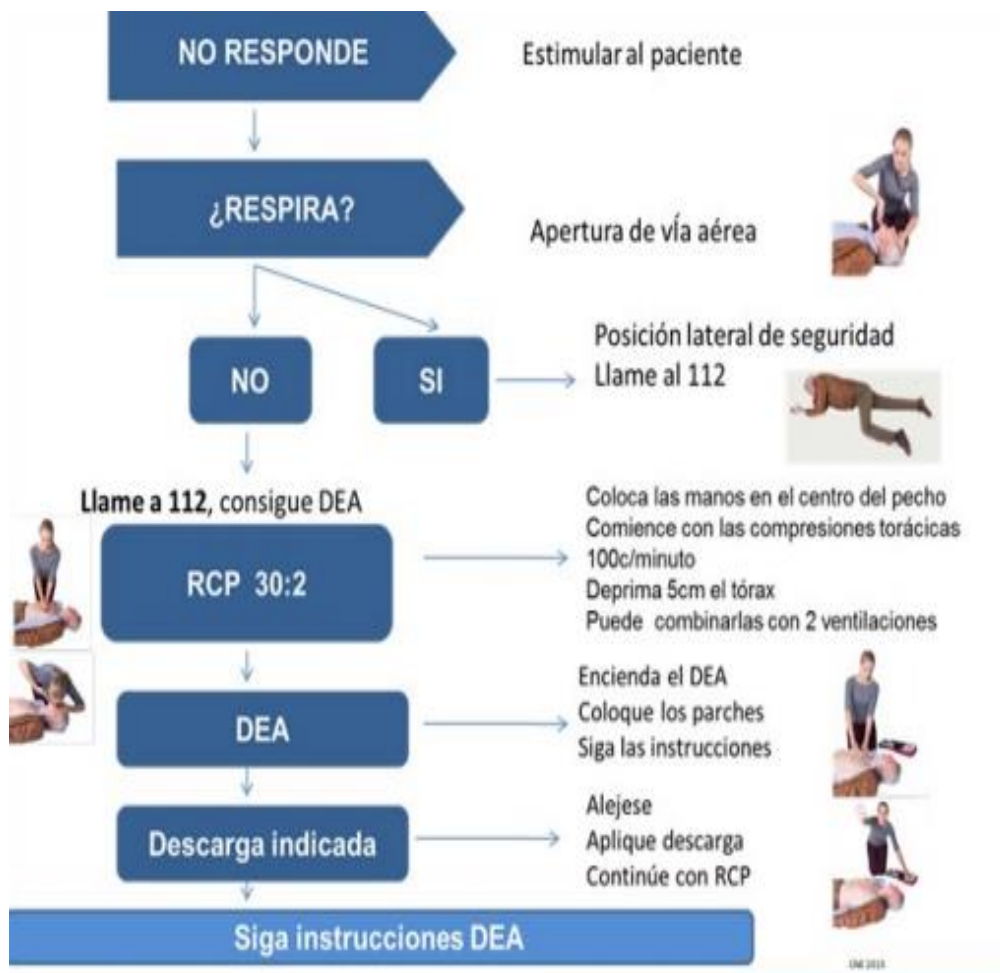 NO RESPONDE
Estimular al paciente
¿RESPIRA?
Apertura de vÍa aérea
NO
SI
Posición lateral de seguridad
Llame al 112
Llame a 112, consigue DEA
RCP 30:2
Coloca las manos en el centro del pecho
Comience con las compresiones torácicas
100c/minuto
Deprima 5cm el tórax
Puede combinarlas con 2 ventilaciones
DEA
Encienda el DEA
Coloque los parches
Siga las instrucciones
Descarga indicada
Alejese
Aplique descarga
Continúe con RCP
Siga instrucciones DEA